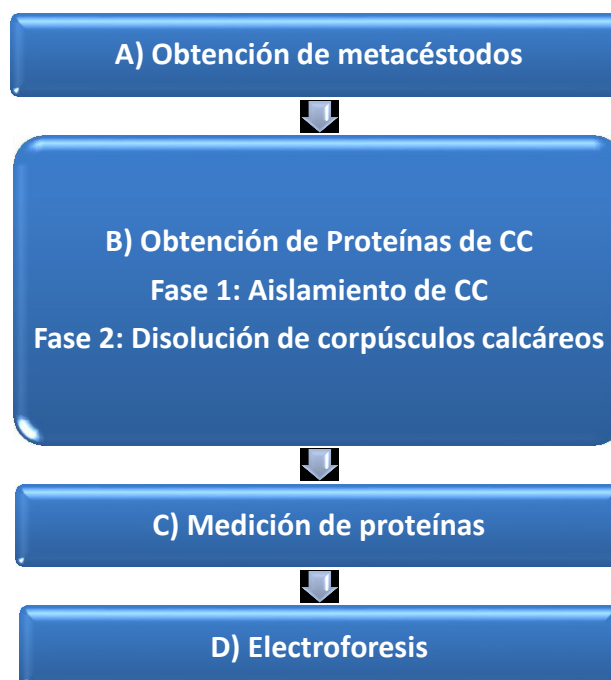 A) Obtención de metacéstodos
B) Obtención de Proteínas de CC
Fase 1: Aislamiento de CC
Fase 2: Disolución de corpúsculos calcáreos
C) Medición de proteínas
D) Electroforesis